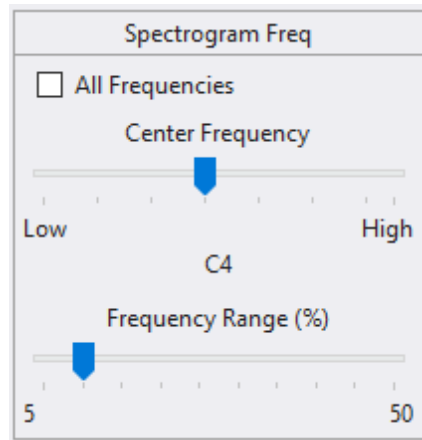 Spectrogram Freq
All Frequencies
Center Frequency
Low High
C4
Frequency Range (%)
5 50